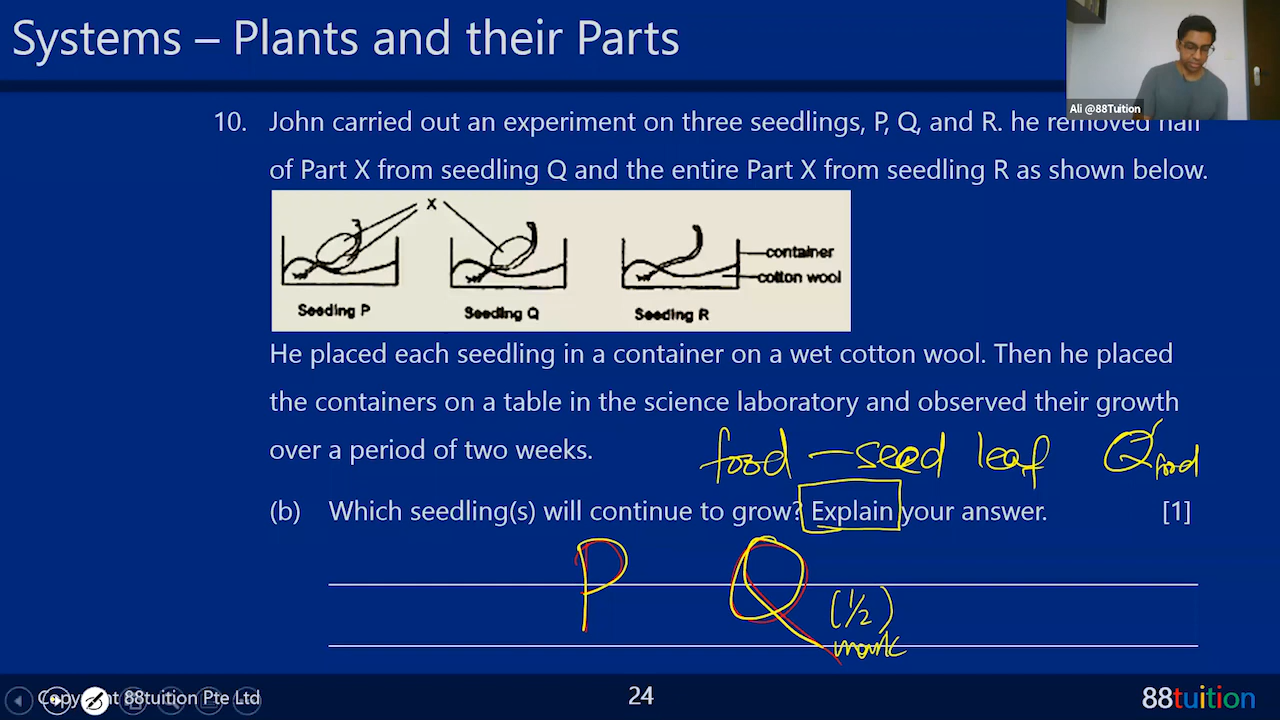 Systems – Plants and their Parts
Ali @88Tuition
10. John carried out an experiment on three seedlings, P, Q, and R. he removed half
of Part X from seedling Q and the entire Part X from seedling R as shown below.
X
container
cotton wool
Seeding P
Seeding Q
Seeding R
He placed each seedling in a container on a wet cotton wool. Then he placed
the containers on a table in the science laboratory and observed their growth
over a period of two weeks.
food – seed leaf Q food
(b) Which seedling(s) will continue to grow? Explain your answer. [1]
P Q (1/2)
mark
Copyright 88tuition Pte Ltd
24
88tuition